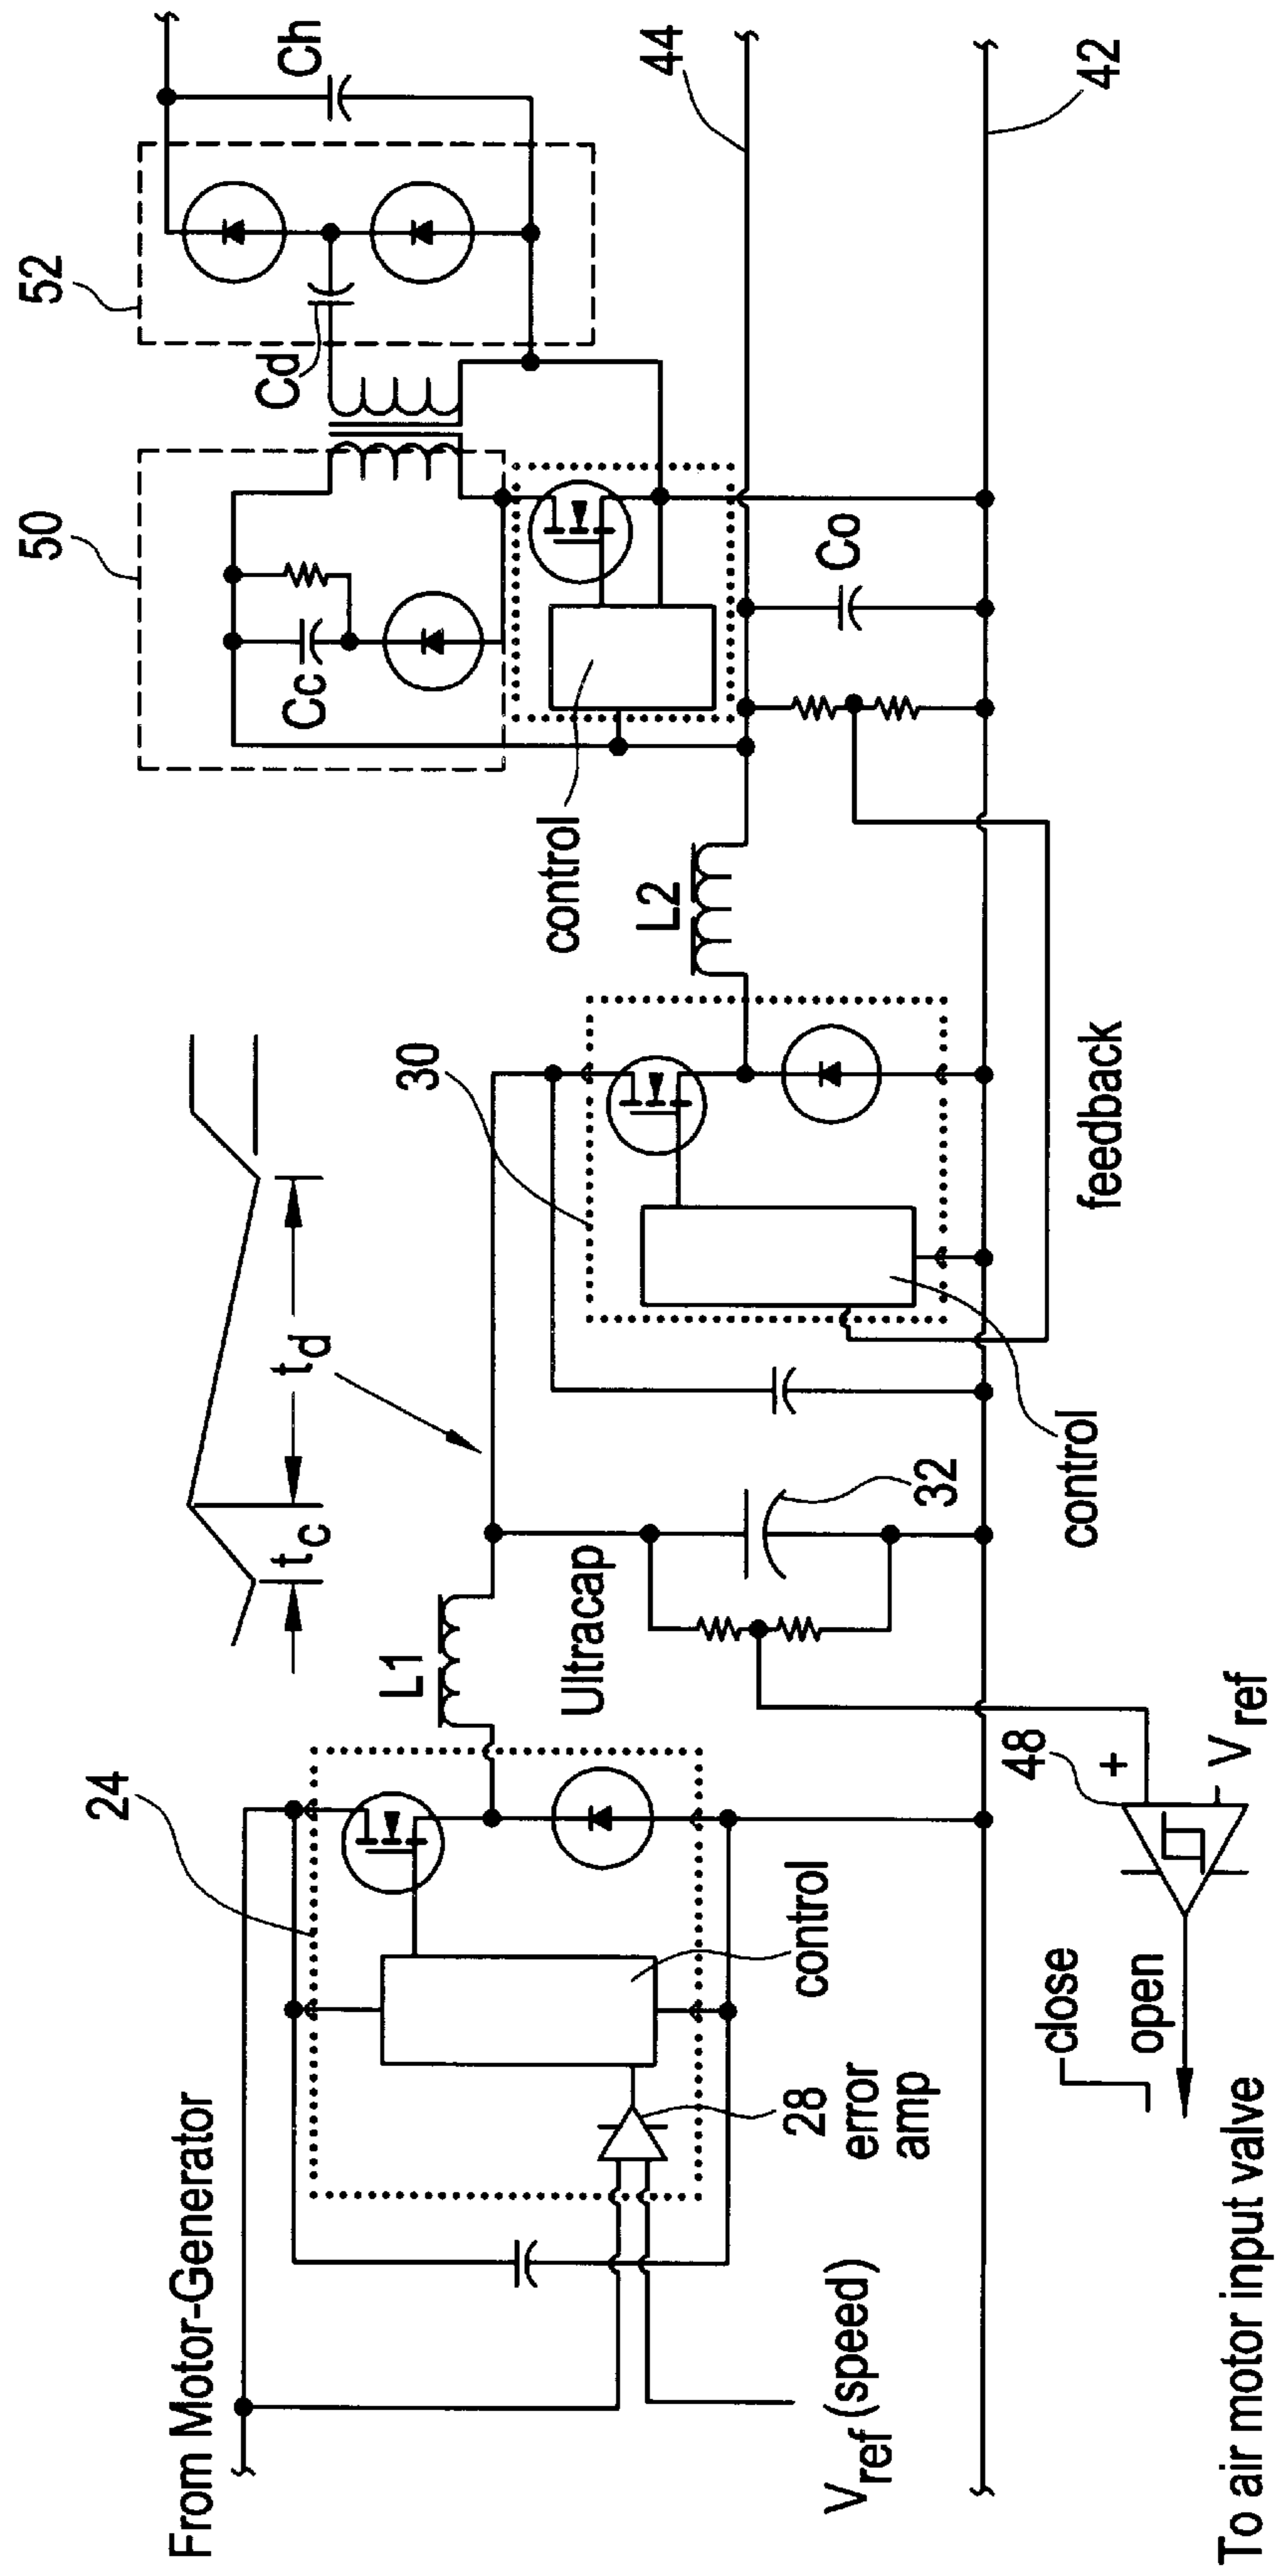 From Motor-Generator
24
L1
tc
td
30
50
52
Cc
Cd
Ch
control
L2
44
Co
42
Ultracap
32
control
feedback
control
28
error
amp
Vref (speed)
48
+
Vref
close
open
To air motor input valve